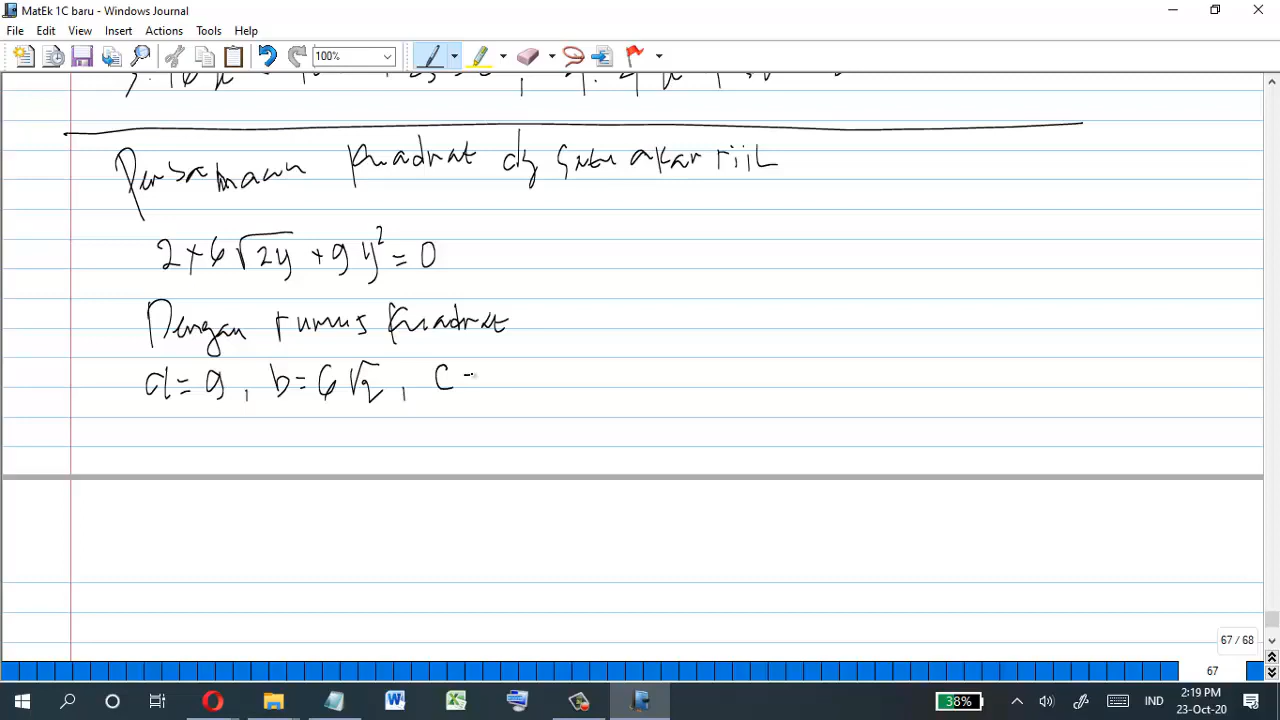 MatEk 1C baru - Windows Journal
File Edit View Insert Actions Tools Help
100%
Persamaan Kuadrat dg satu akar riil
2 + 6√2y + 9y² = 0
Dengan rumus kuadrat
a = 9, b = 6√2, c -
67 / 68
67
38%
IND
2:19 PM
23-Oct-20